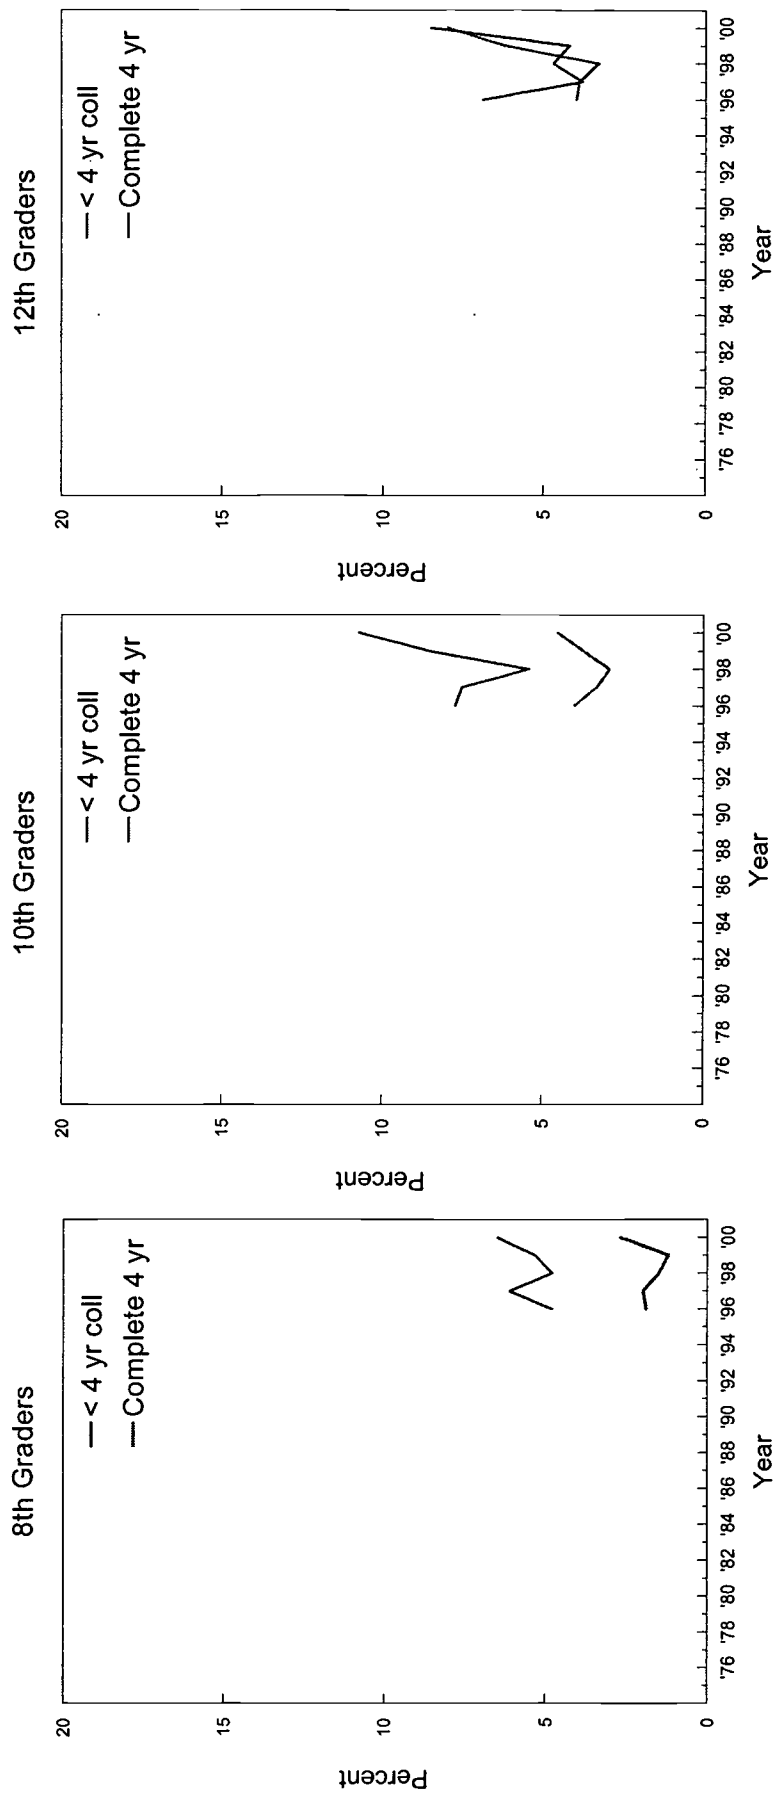 8th Graders
— < 4 yr coll
— Complete 4 yr
Percent
20
15
10
5
0
'76 '78 '80 '82 '84 '86 '88 '90 '92 '94 '96 '98 '00
Year
10th Graders
— < 4 yr coll
— Complete 4 yr
Percent
20
15
10
5
0
'76 '78 '80 '82 '84 '86 '88 '90 '92 '94 '96 '98 '00
Year
12th Graders
— < 4 yr coll
— Complete 4 yr
Percent
20
15
10
5
0
'76 '78 '80 '82 '84 '86 '88 '90 '92 '94 '96 '98 '00
Year